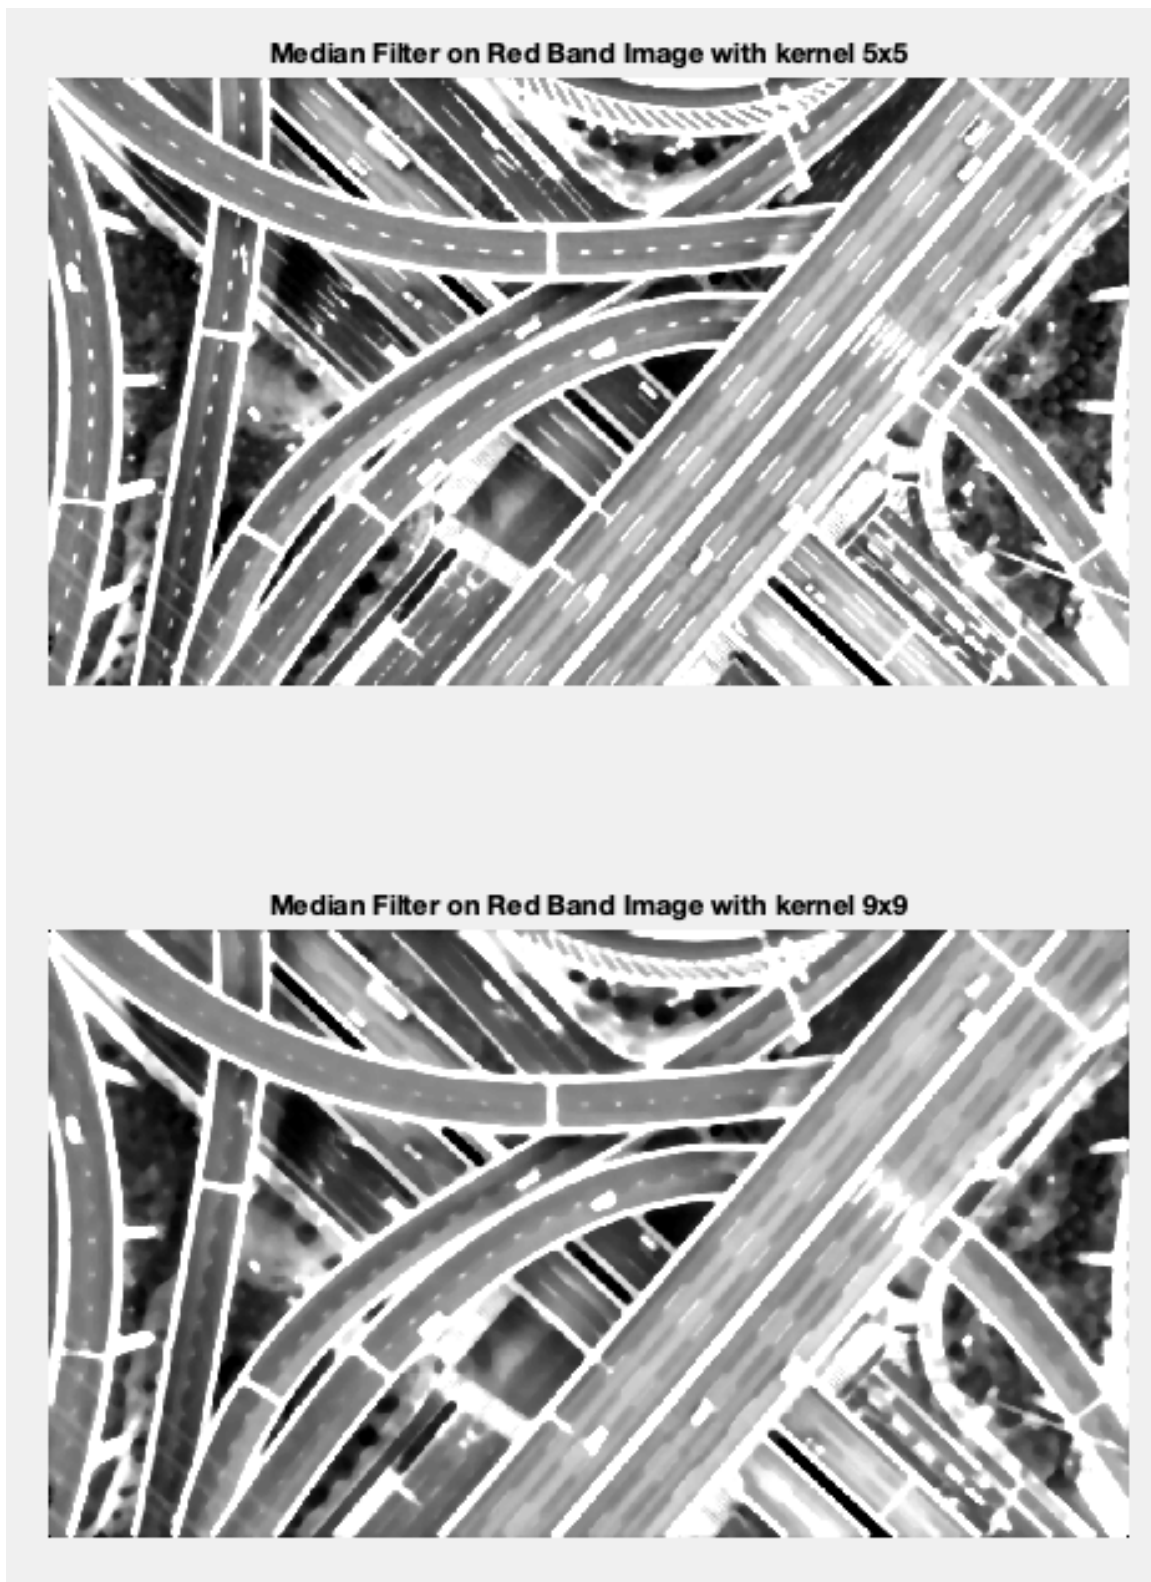 Median Filter on Red Band Image with kernel 5x5
Median Filter on Red Band Image with kernel 9x9